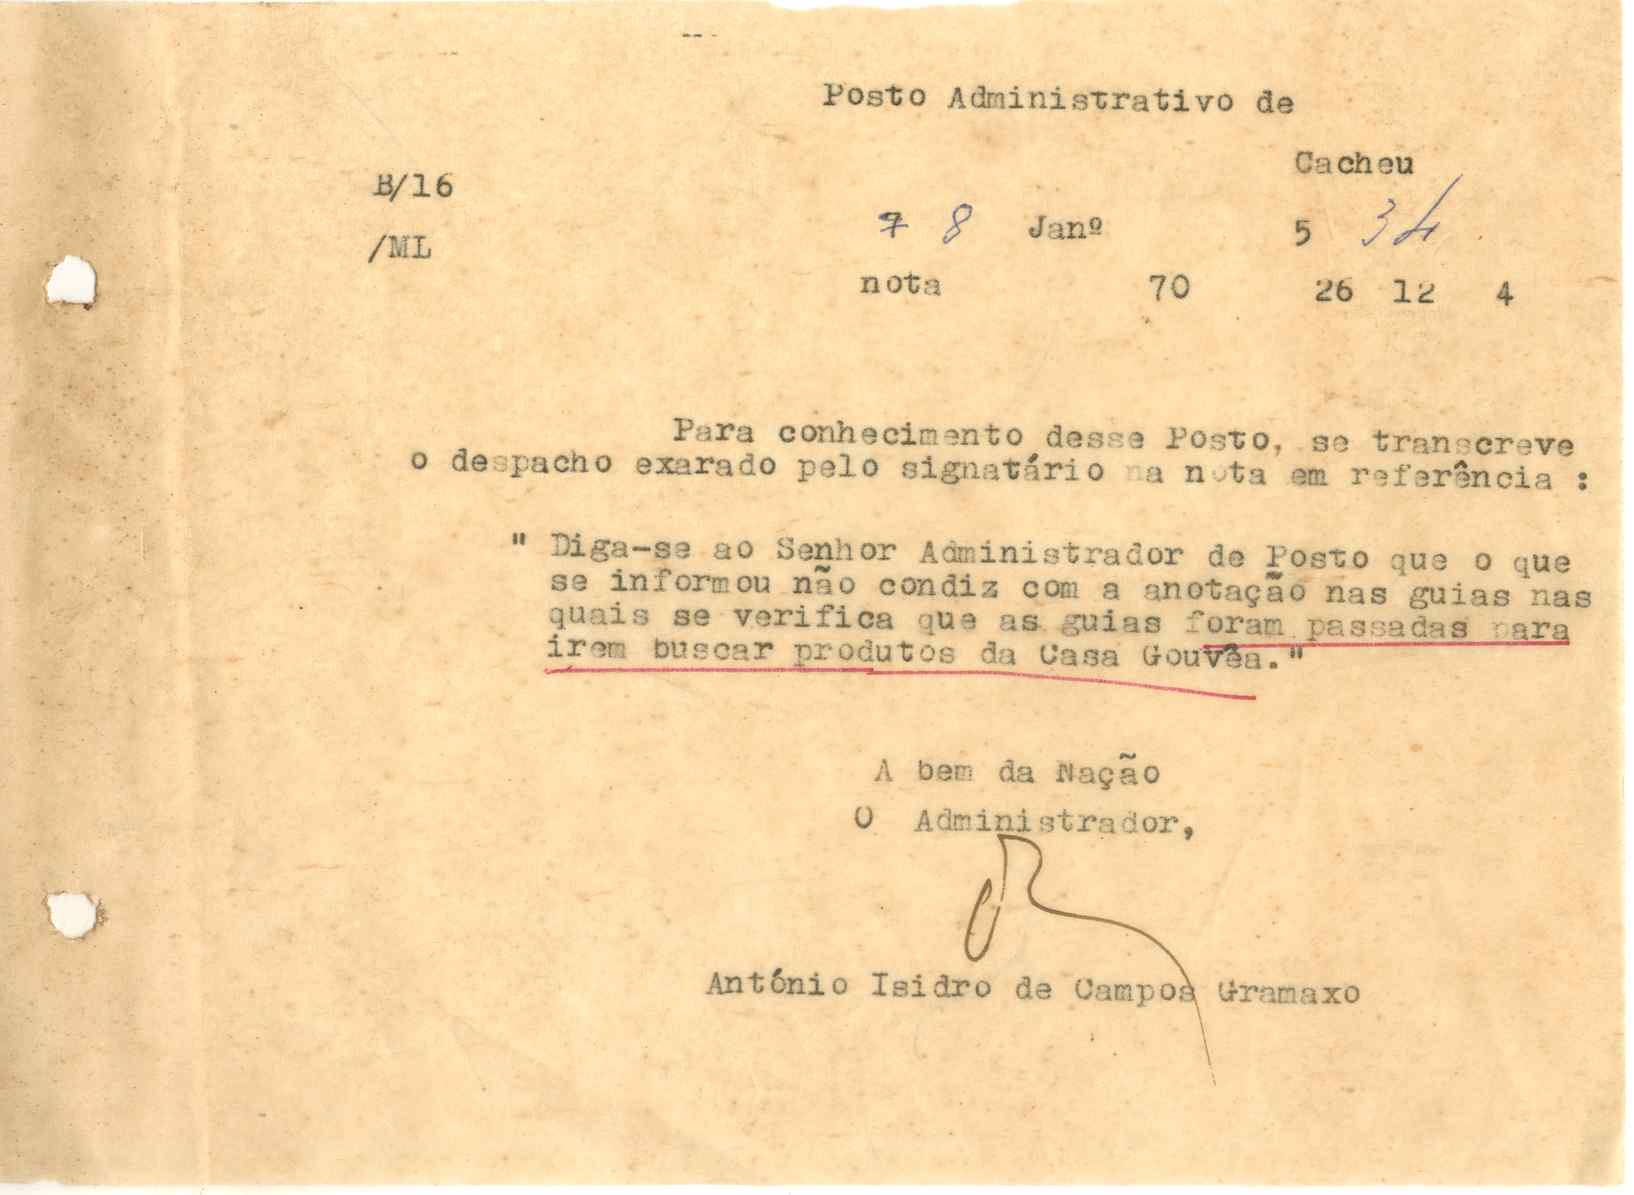 Posto Administrativo de
Cacheu
B/16
7 8 Janº 5 34
/ML
nota 70 26 12 4
Para conhecimento desse Posto, se transcreve
o despacho exarado pelo signatário na nota em referência :
" Diga-se ao Senhor Administrador de Posto que o que
se informou não condiz com a anotação nas guias nas
quais se verifica que as guias foram passadas para
irem buscar produtos da Casa Gouvêa."
A bem da Nação
O Administrador,
António Isidro de Campos Gramaxo